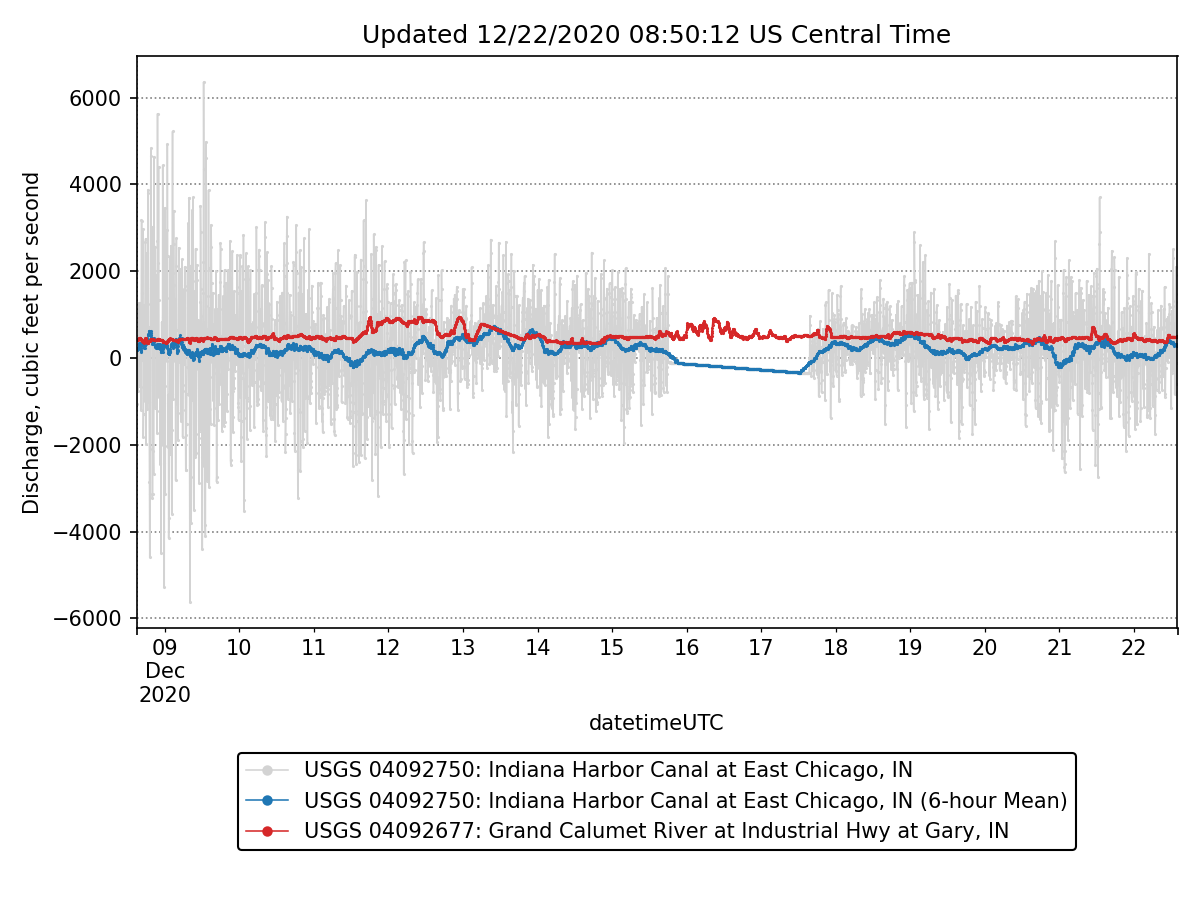 Updated 12/22/2020 08:50:12 US Central Time
Discharge, cubic feet per second
6000
4000
2000
0
−2000
−4000
−6000
09 10 11 12 13 14 15 16 17 18 19 20 21 22
Dec
2020
datetimeUTC
USGS 04092750: Indiana Harbor Canal at East Chicago, IN
USGS 04092750: Indiana Harbor Canal at East Chicago, IN (6-hour Mean)
USGS 04092677: Grand Calumet River at Industrial Hwy at Gary, IN